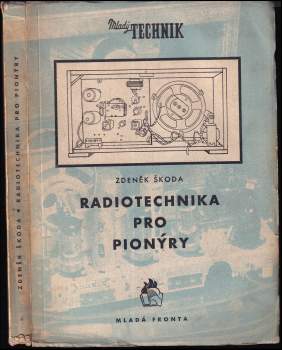 Mladý TECHNIK
ZDENĚK ŠKODA
RADIOTECHNIKA
PRO
PIONÝRY
MLADÁ FRONTA
ZDENĚK ŠKODA • RADIOTECHNIKA PRO PIONÝRY